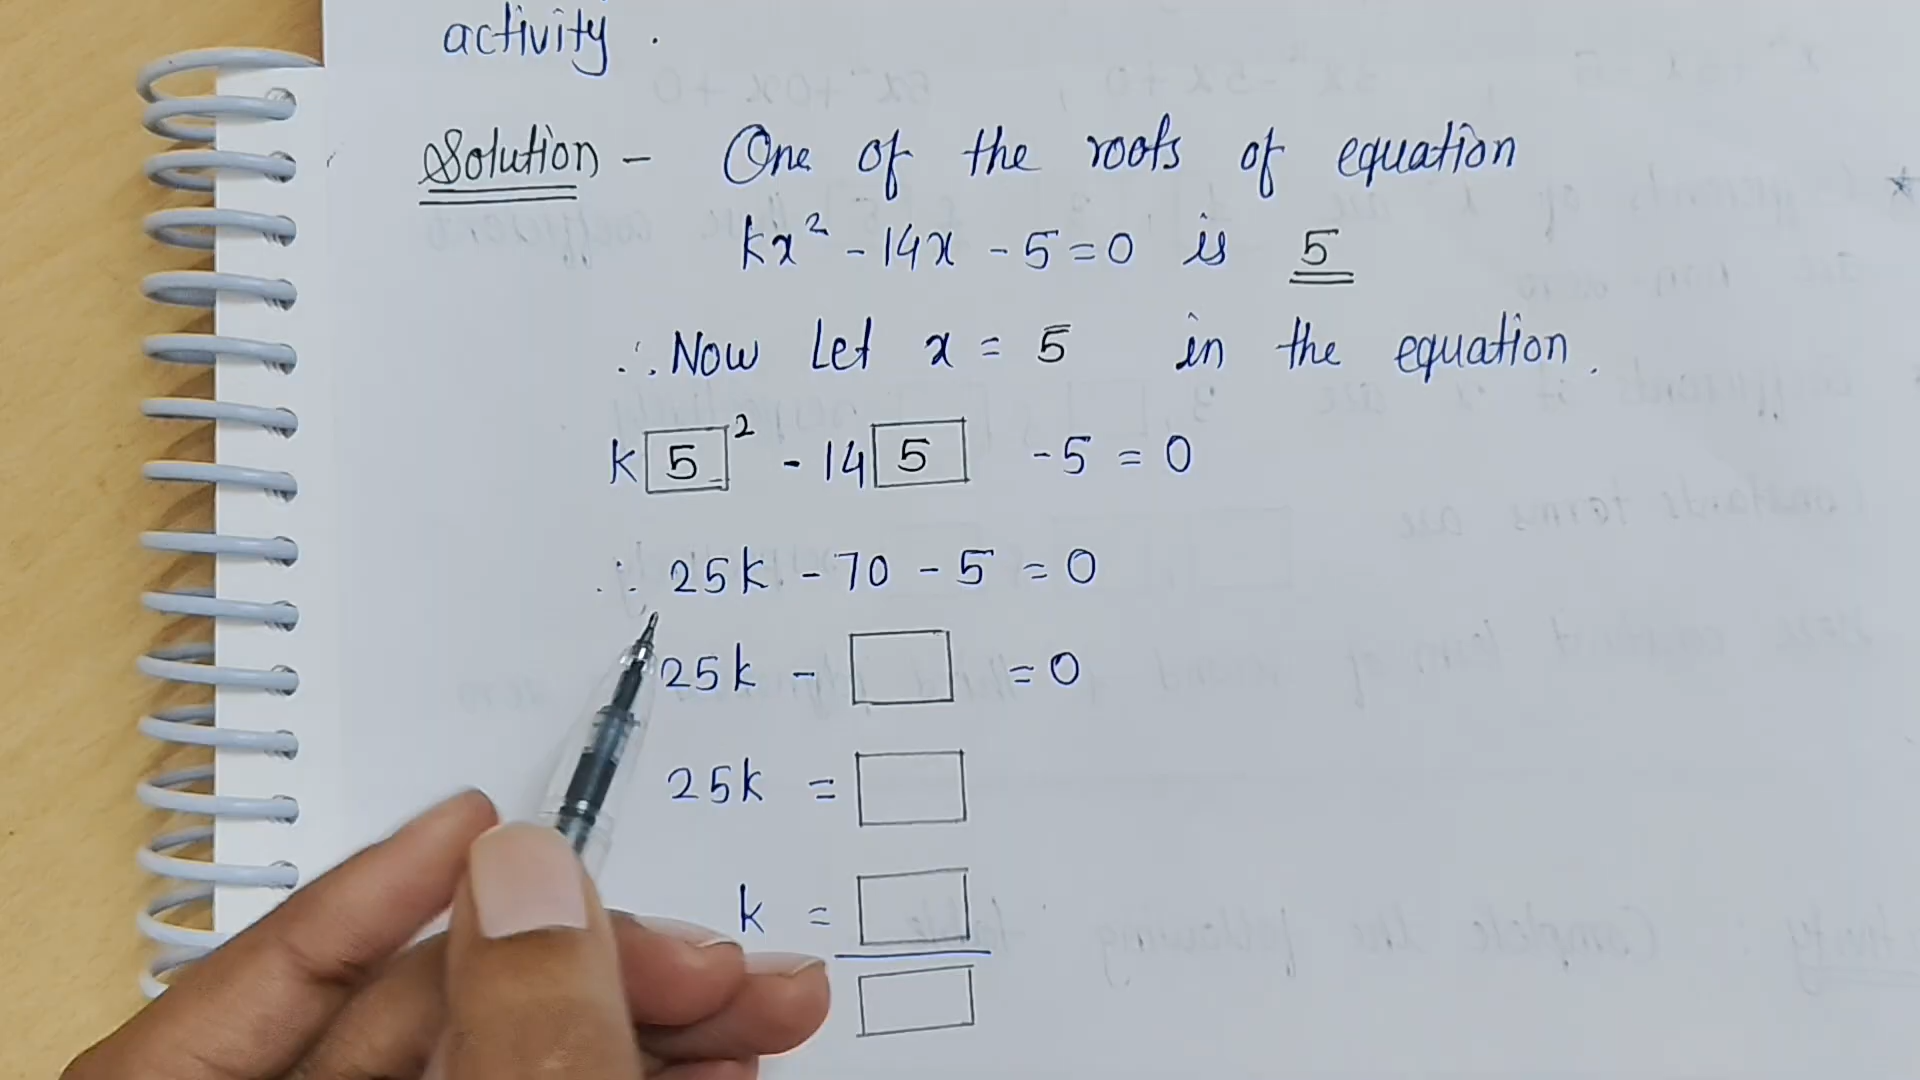 activity.
Solution - One of the roots of equation
kx² - 14x - 5 = 0 is 5
∴ Now Let x = 5 in the equation.
k 5 ² - 14 5 - 5 = 0
∴ 25k - 70 - 5 = 0
25k - = 0
25k =
k =